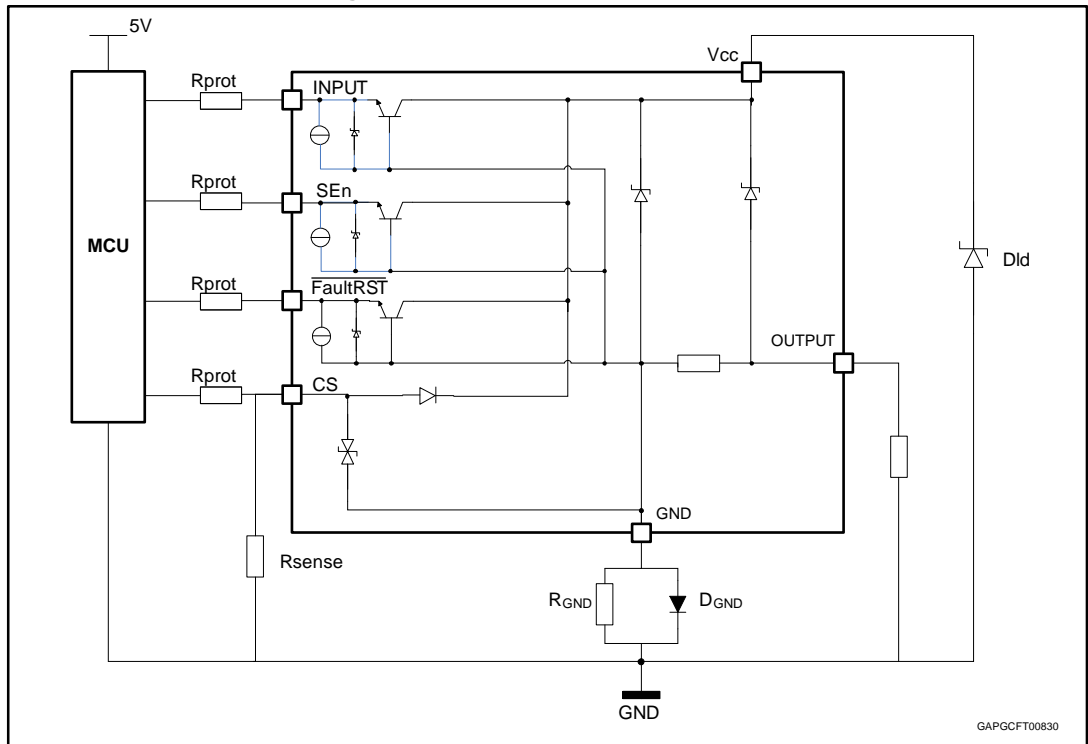 5V
Vcc
Rprot
INPUT
Rprot
SEn
MCU
Dld
Rprot
FaultRST
OUTPUT
Rprot
CS
GND
Rsense
RGND
DGND
GND
GAPGCFT00830